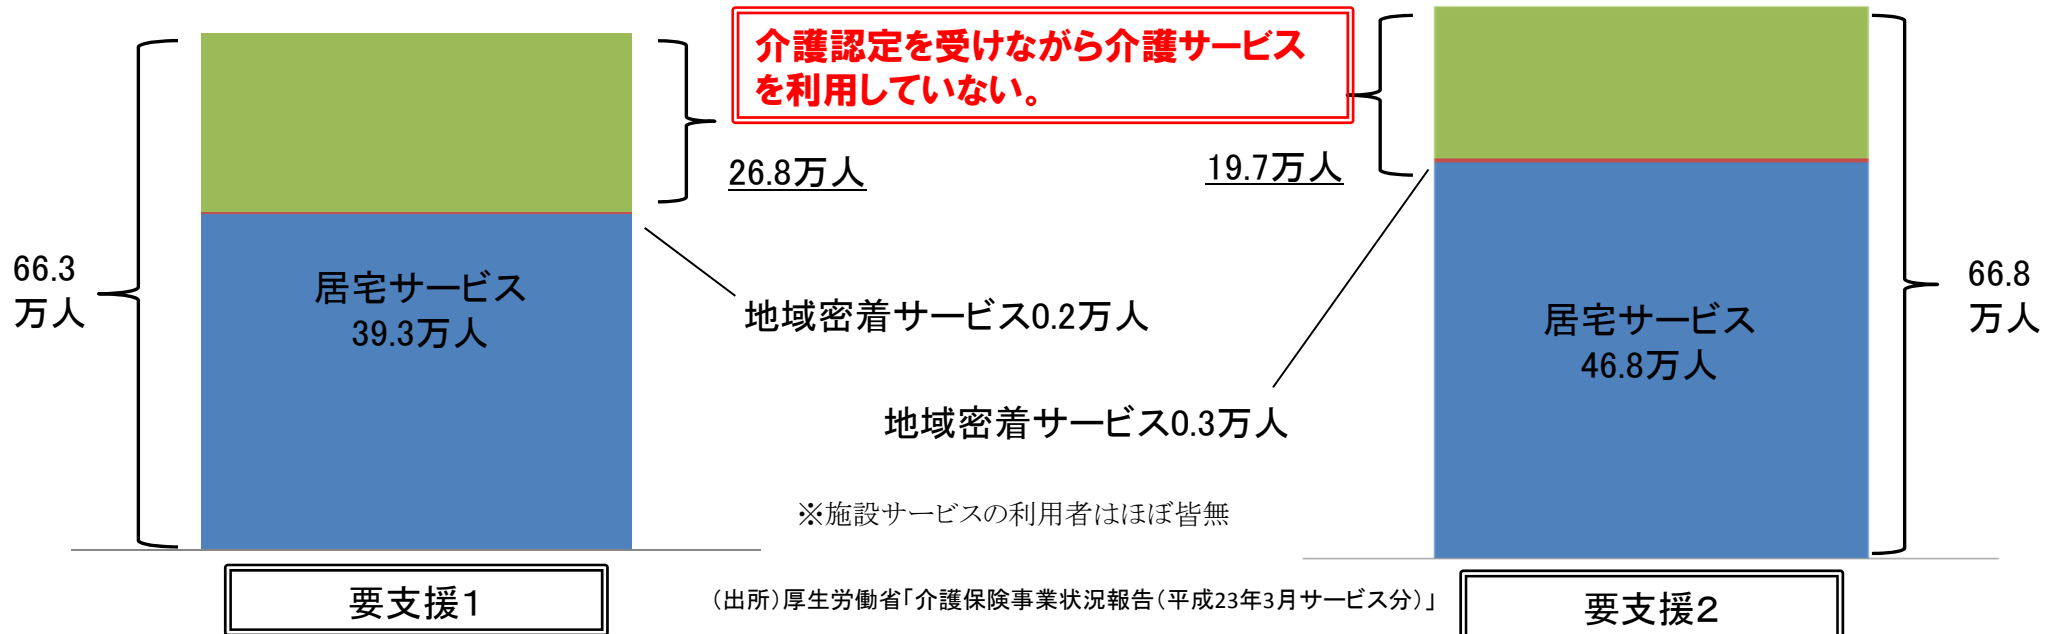 介護認定を受けながら介護サービス
を利用していない。
26.8万人
19.7万人
66.3
万人
居宅サービス
39.3万人
地域密着サービス0.2万人
地域密着サービス0.3万人
居宅サービス
46.8万人
66.8
万人
※施設サービスの利用者はほぼ皆無
要支援1
(出所)厚生労働省「介護保険事業状況報告(平成23年3月サービス分)」
要支援2